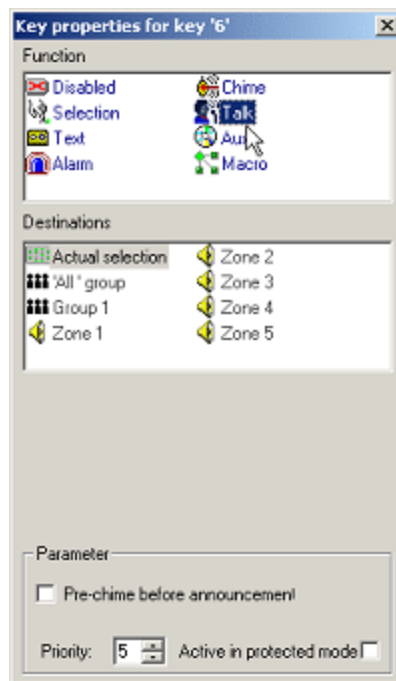 Key properties for key '6'
Function
Disabled
Chime
Selection
Talk
Text
Alarm
Macro
Destinations
Actual selection
Zone 2
'All ' group
Zone 3
Group 1
Zone 4
Zone 1
Zone 5
Parameter
Pre-chime before announcement
Priority: 5 Active in protected mode